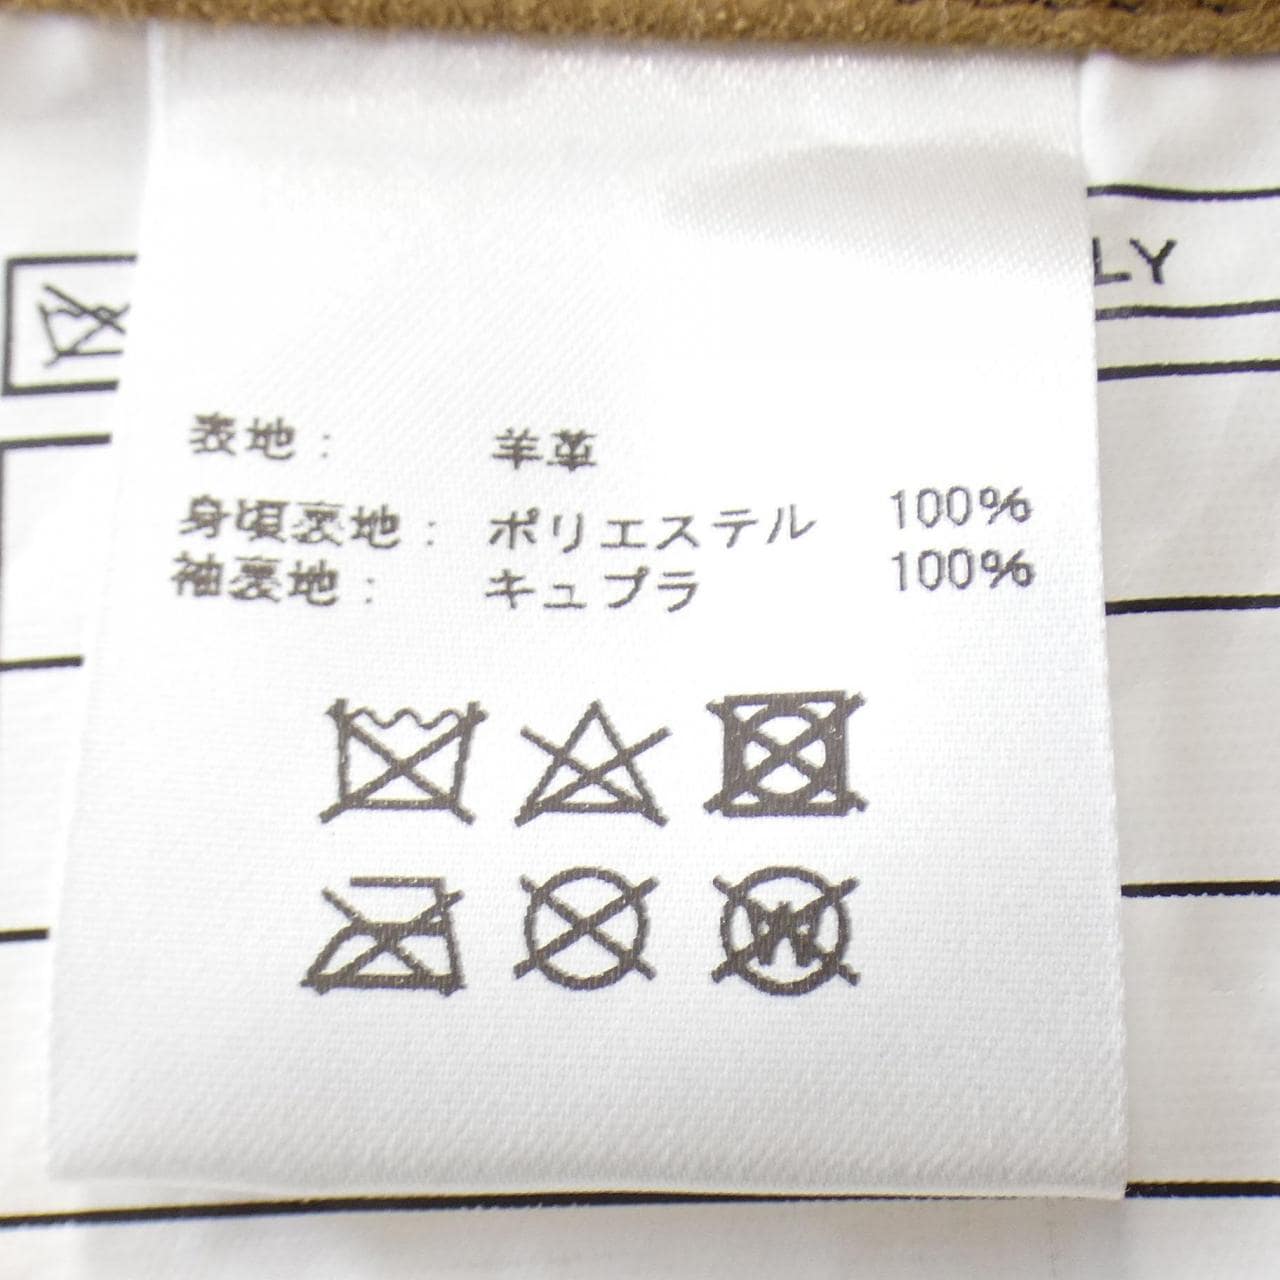 LY
表地： 羊革
身頃裏地： ポリエステル 100%
袖裏地： キュプラ 100%
W